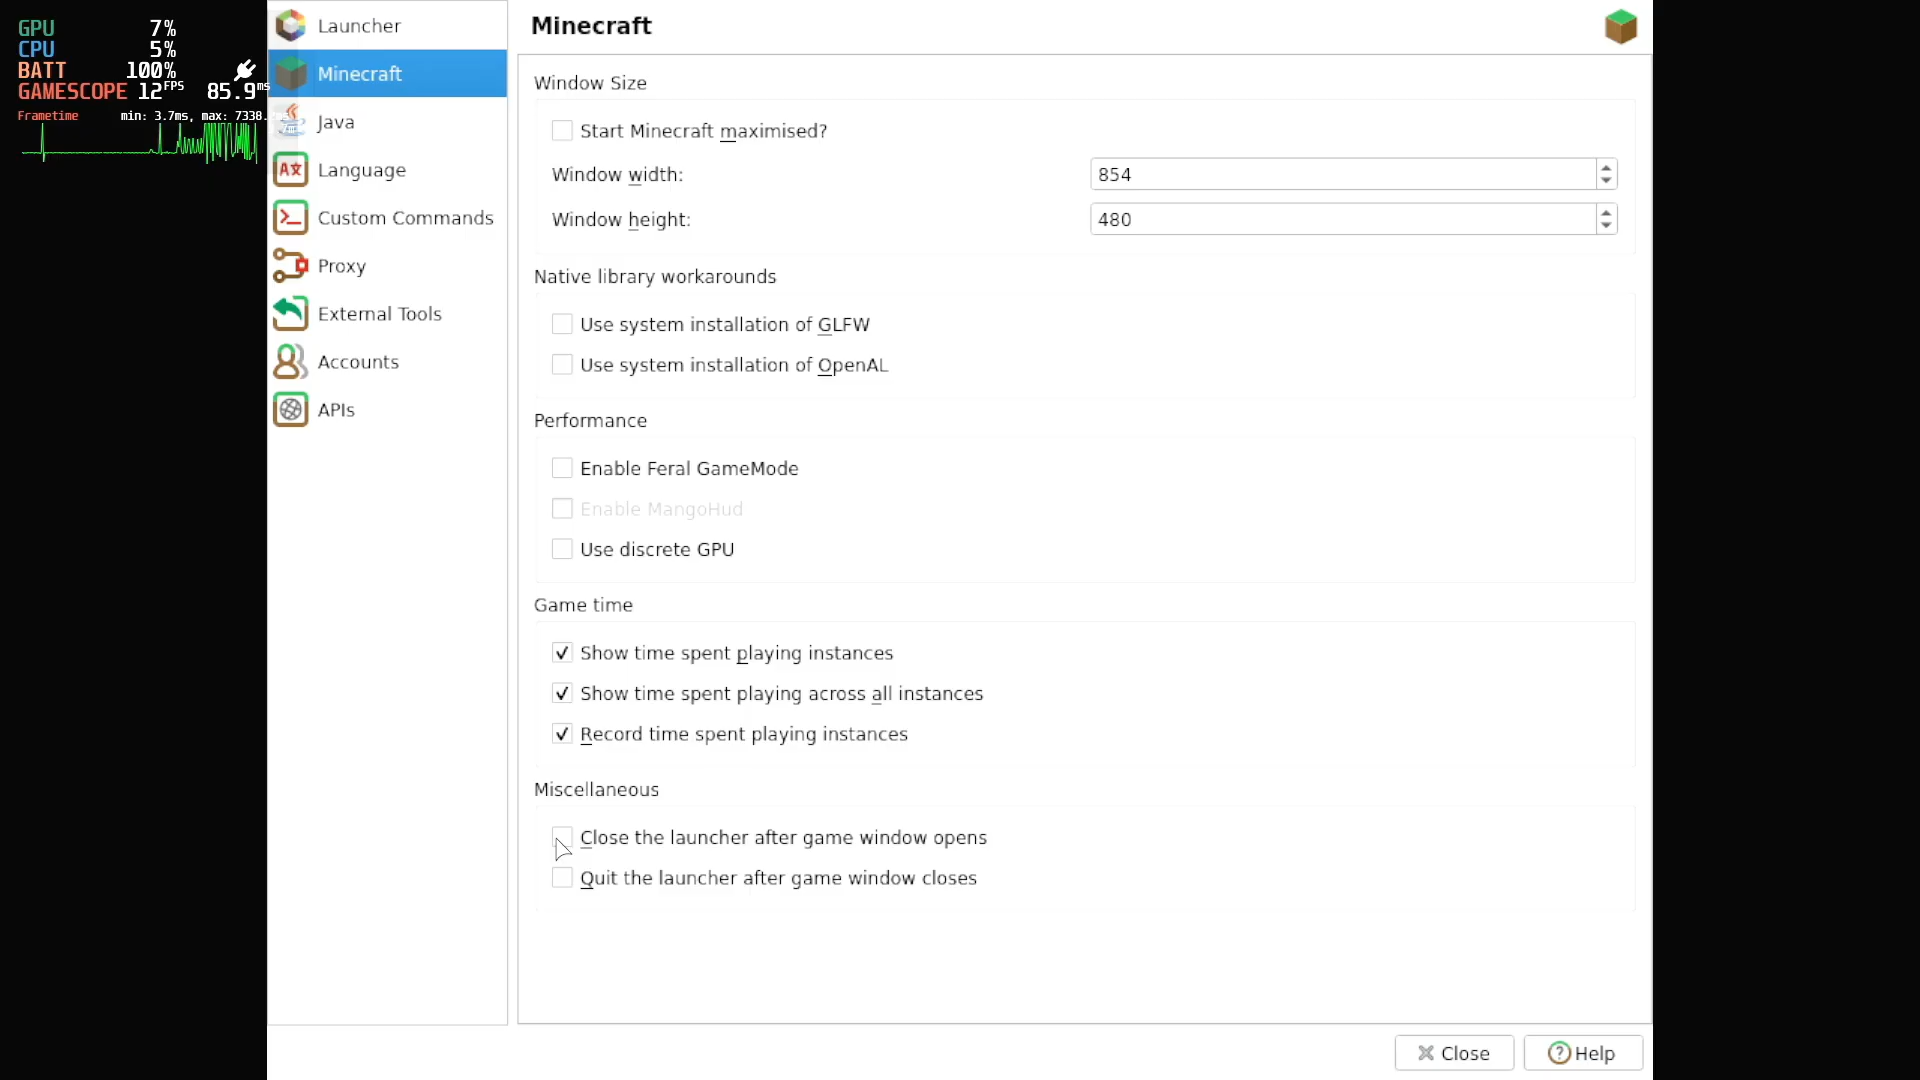 GPU 7%
CPU 5%
BATT 100%
GAMESCOPE 12 FPS 85.9ms
Frametime min: 3.7ms, max: 7338.
Launcher
Minecraft
Java
Language
Custom Commands
Proxy
External Tools
Accounts
APIs
Minecraft
Window Size
Start Minecraft maximised?
Window width: 854
Window height: 480
Native library workarounds
Use system installation of GLFW
Use system installation of OpenAL
Performance
Enable Feral GameMode
Enable MangoHud
Use discrete GPU
Game time
Show time spent playing instances
Show time spent playing across all instances
Record time spent playing instances
Miscellaneous
Close the launcher after game window opens
Quit the launcher after game window closes
Close
Help